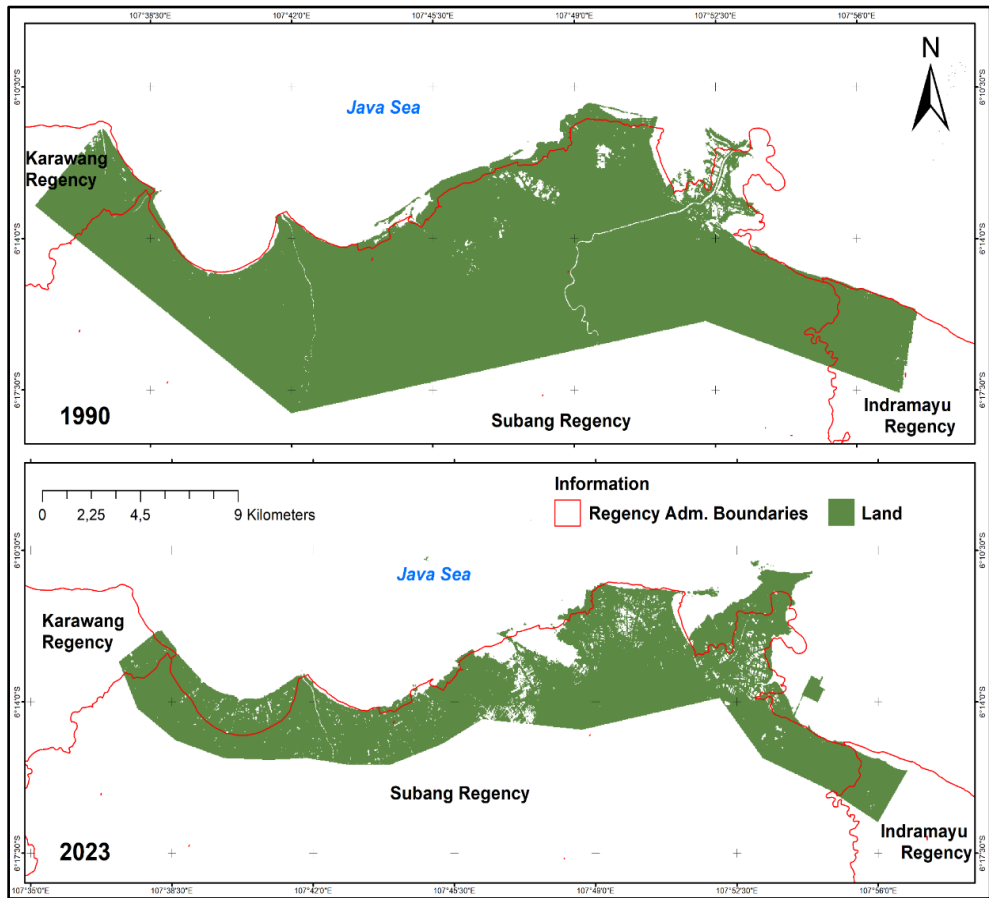 107°38'30"E 107°42'0"E 107°45'30"E 107°49'0"E 107°52'30"E 107°56'0"E
N
6°10'30"S 6°10'30"S
Java Sea
Karawang
Regency
6°14'0"S 6°14'0"S
6°17'30"S 6°17'30"S
1990
Subang Regency
Indramayu
Regency
Information
0 2,25 4,5 9 Kilometers
Regency Adm. Boundaries Land
6°10'30"S 6°10'30"S
Java Sea
Karawang
Regency
6°14'0"S 6°14'0"S
Subang Regency
Indramayu
Regency
2023
6°17'30"S 6°17'30"S
107°35'0"E 107°38'30"E 107°42'0"E 107°45'30"E 107°49'0"E 107°52'30"E 107°56'0"E